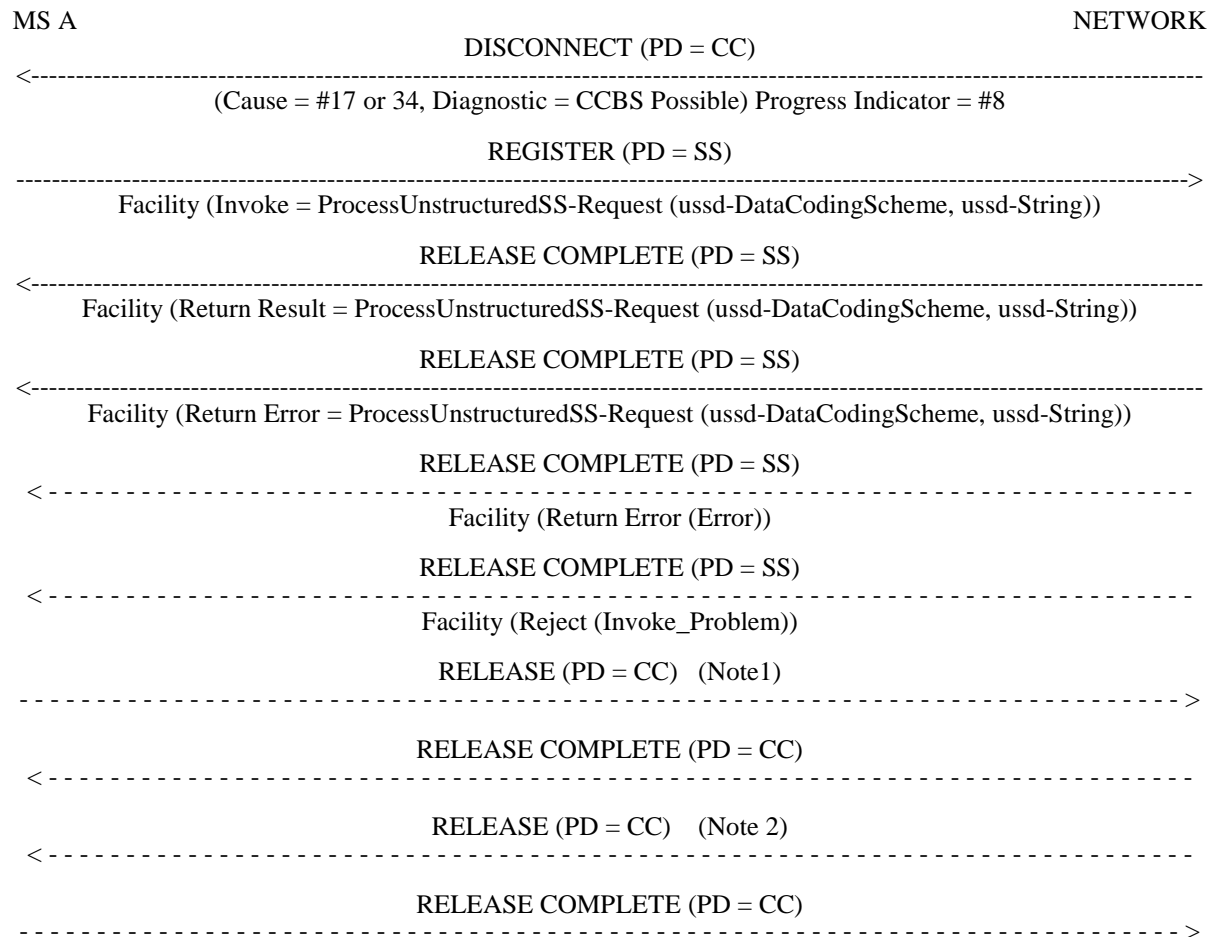 MS A NETWORK
DISCONNECT (PD = CC)
(Cause = #17 or 34, Diagnostic = CCBS Possible) Progress Indicator = #8
REGISTER (PD = SS)
Facility (Invoke = ProcessUnstructuredSS-Request (ussd-DataCodingScheme, ussd-String))
RELEASE COMPLETE (PD = SS)
Facility (Return Result = ProcessUnstructuredSS-Request (ussd-DataCodingScheme, ussd-String))
RELEASE COMPLETE (PD = SS)
Facility (Return Error = ProcessUnstructuredSS-Request (ussd-DataCodingScheme, ussd-String))
RELEASE COMPLETE (PD = SS)
Facility (Return Error (Error))
RELEASE COMPLETE (PD = SS)
Facility (Reject (Invoke_Problem))
RELEASE (PD = CC) (Note1)
RELEASE COMPLETE (PD = CC)
RELEASE (PD = CC) (Note 2)
RELEASE COMPLETE (PD = CC)